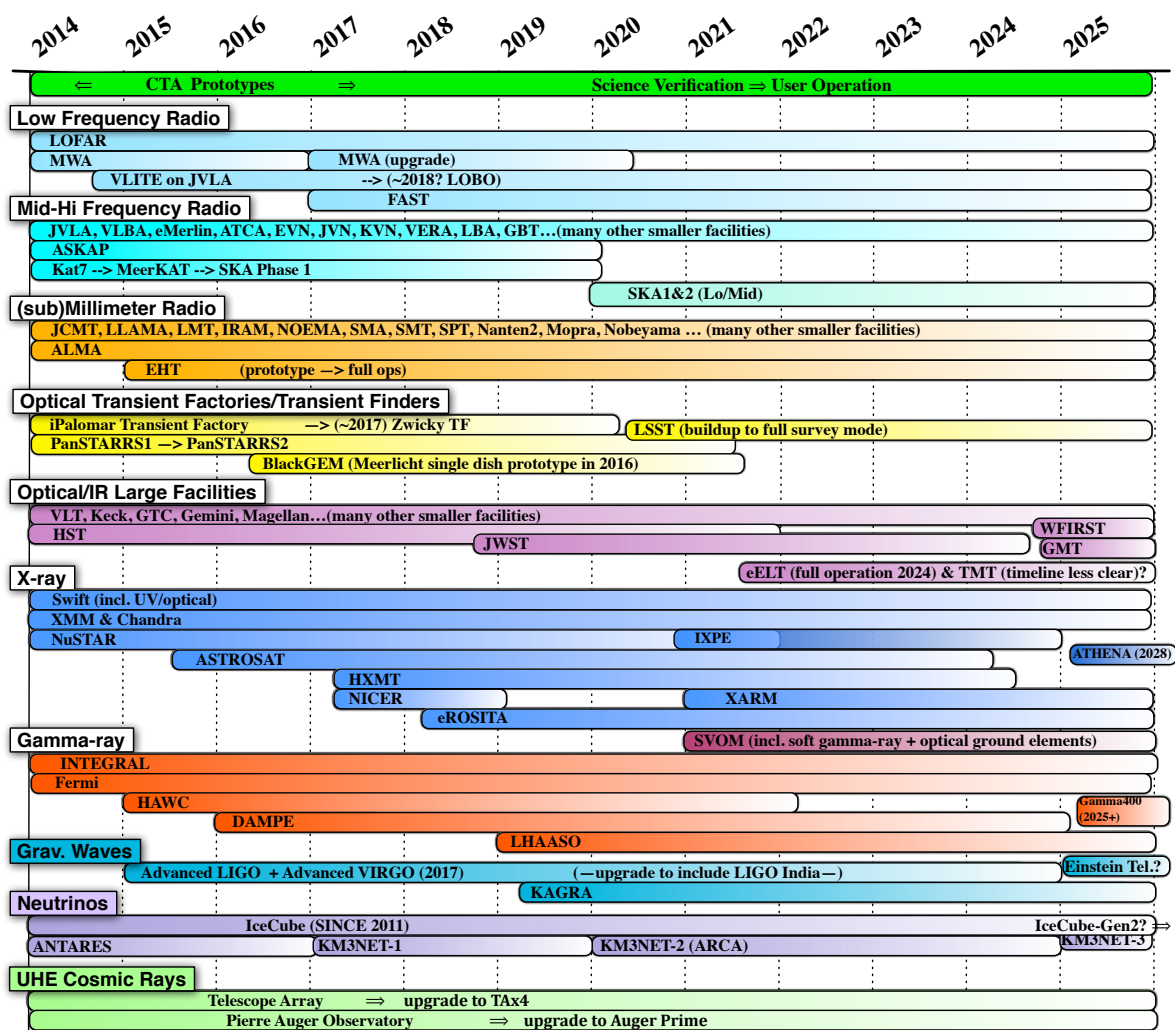 2014 2015 2016 2017 2018 2019 2020 2021 2022 2023 2024 2025
⇐ CTA Prototypes ⇒ Science Verification ⇒ User Operation
Low Frequency Radio
LOFAR
MWA MWA (upgrade)
VLITE on JVLA --> (~2018? LOBO)
FAST
Mid-Hi Frequency Radio
JVLA, VLBA, eMerlin, ATCA, EVN, JVN, KVN, VERA, LBA, GBT…(many other smaller facilities)
ASKAP
Kat7 --> MeerKAT --> SKA Phase 1
SKA1&2 (Lo/Mid)
(sub)Millimeter Radio
JCMT, LLAMA, LMT, IRAM, NOEMA, SMA, SMT, SPT, Nanten2, Mopra, Nobeyama … (many other smaller facilities)
ALMA
EHT (prototype —> full ops)
Optical Transient Factories/Transient Finders
iPalomar Transient Factory —> (~2017) Zwicky TF
LSST (buildup to full survey mode)
PanSTARRS1 —> PanSTARRS2
BlackGEM (Meerlicht single dish prototype in 2016)
Optical/IR Large Facilities
VLT, Keck, GTC, Gemini, Magellan…(many other smaller facilities)
HST WFIRST
JWST GMT
eELT (full operation 2024) & TMT (timeline less clear)?
X-ray
Swift (incl. UV/optical)
XMM & Chandra
NuSTAR IXPE
ASTROSAT ATHENA (2028)
HXMT
NICER XARM
eROSITA
Gamma-ray
SVOM (incl. soft gamma-ray + optical ground elements)
INTEGRAL
Fermi
HAWC Gamma400
(2025+)
DAMPE
LHAASO
Grav. Waves
Advanced LIGO + Advanced VIRGO (2017) (—upgrade to include LIGO India—) Einstein Tel.?
KAGRA
Neutrinos
IceCube (SINCE 2011) IceCube-Gen2? ⇒
ANTARES KM3NET-1 KM3NET-2 (ARCA) KM3NET-3
UHE Cosmic Rays
Telescope Array ⇒ upgrade to TAx4
Pierre Auger Observatory ⇒ upgrade to Auger Prime